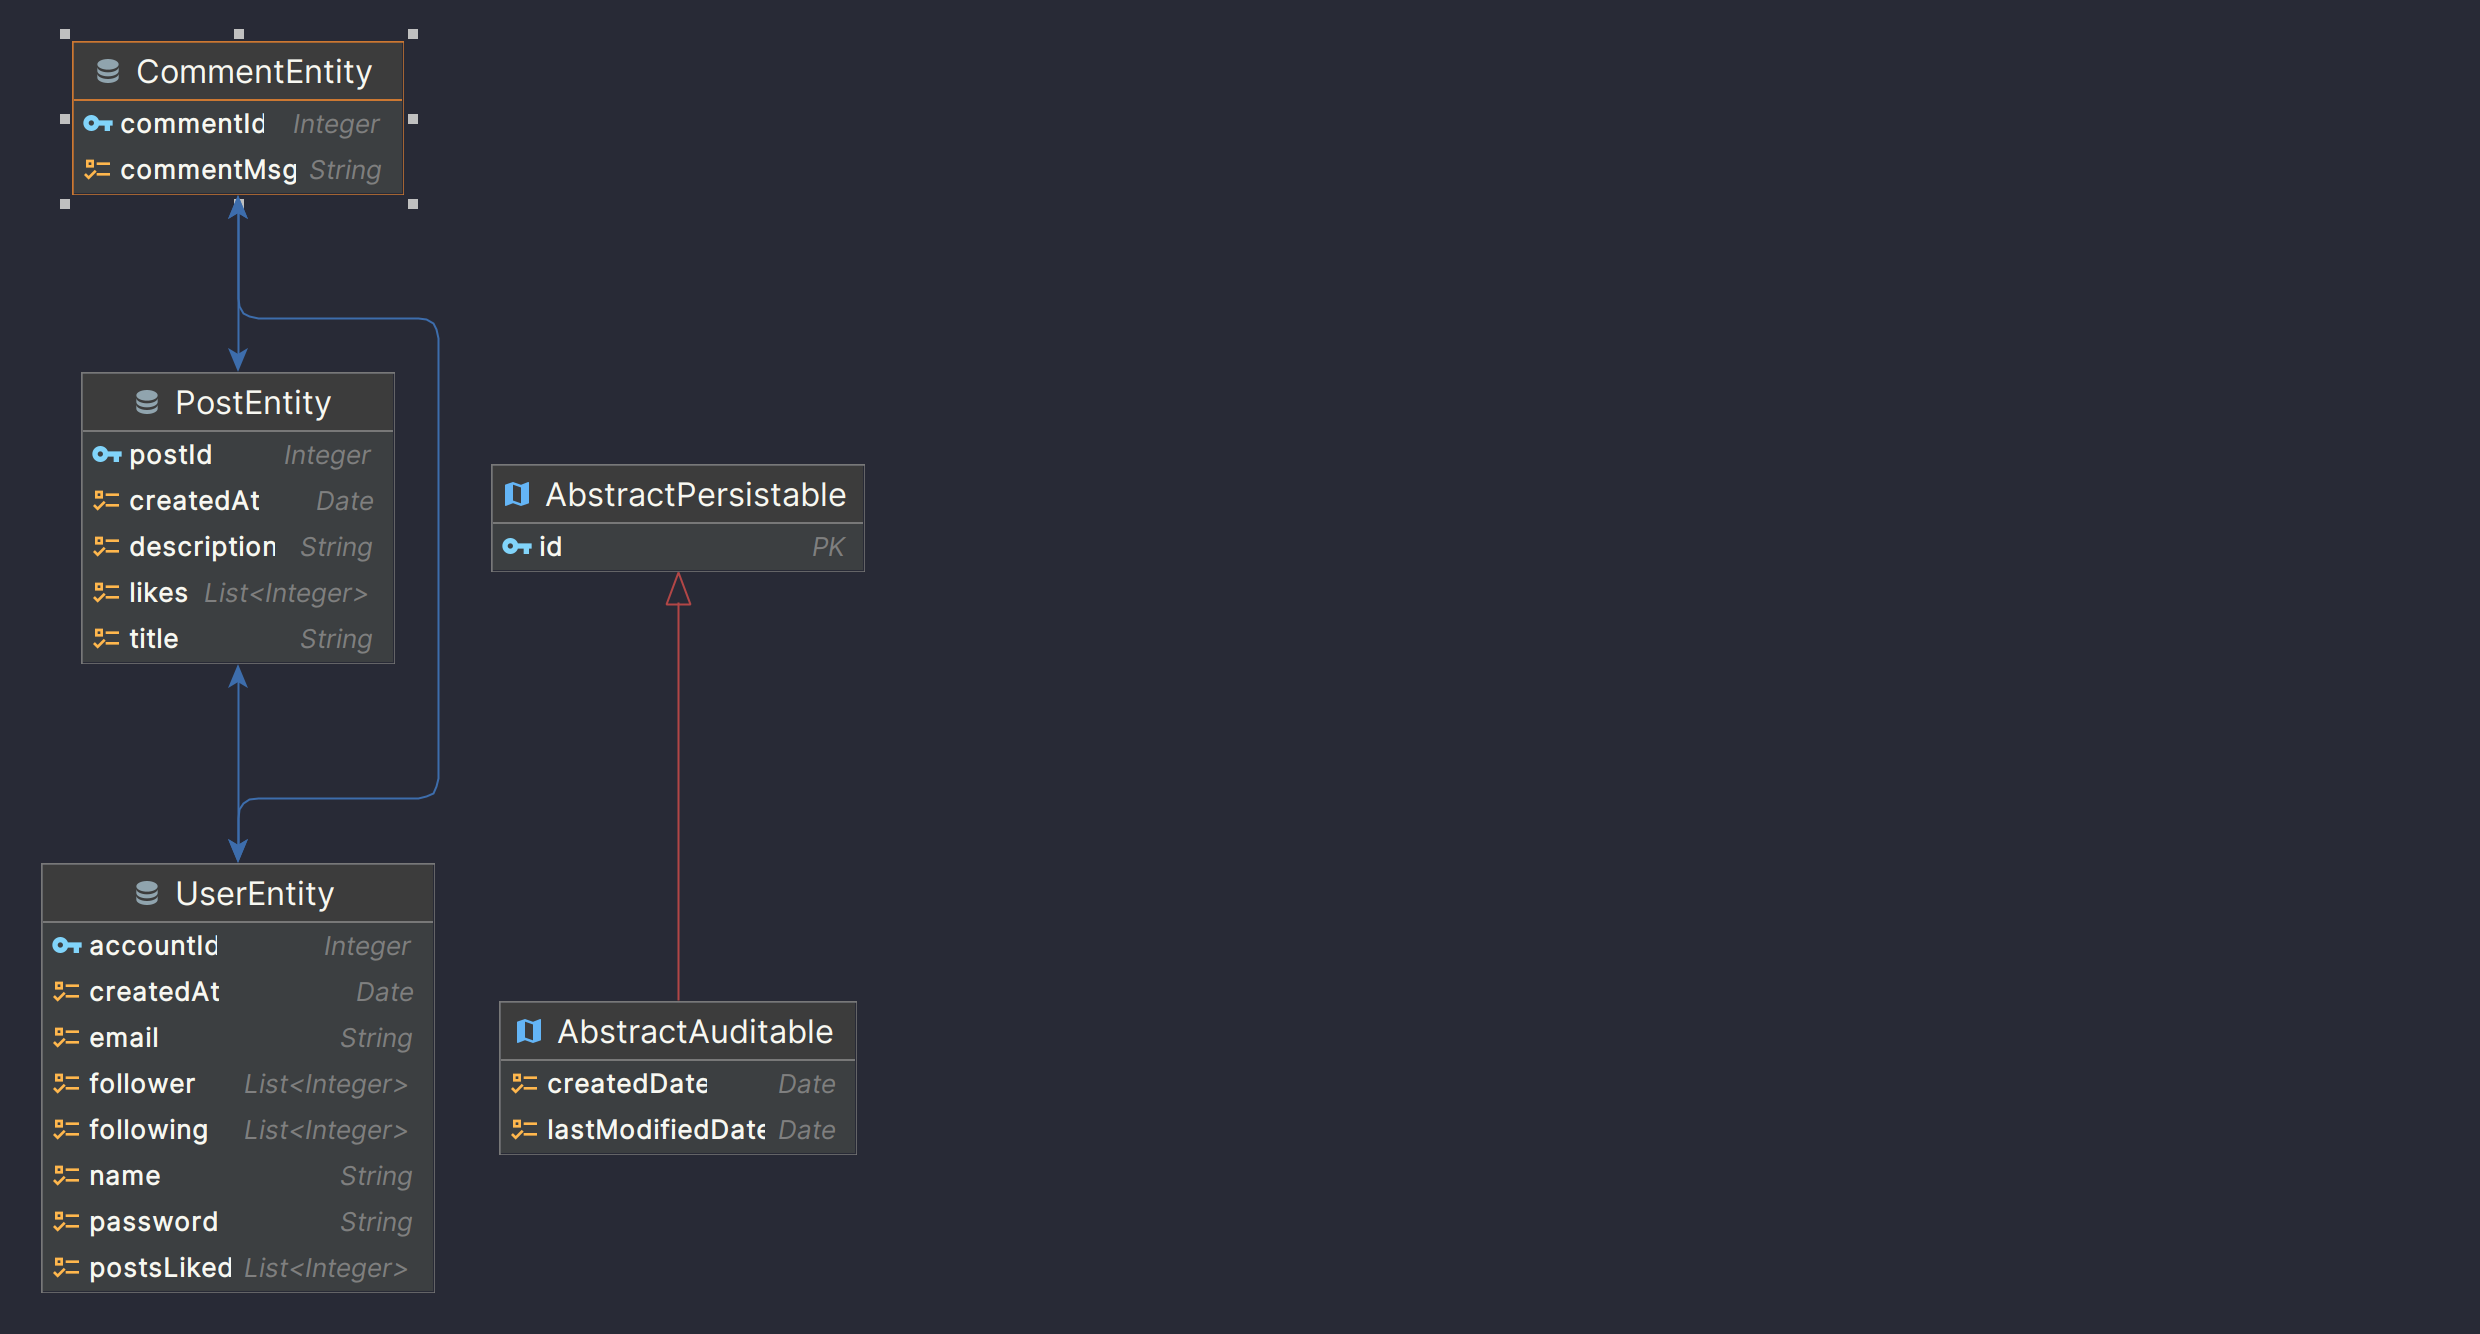 CommentEntity
commentId Integer
commentMsg String
PostEntity
postId Integer
createdAt Date
description String
likes List<Integer>
title String
AbstractPersistable
id PK
UserEntity
accountId Integer
createdAt Date
email String
follower List<Integer>
following List<Integer>
name String
password String
postsLiked List<Integer>
AbstractAuditable
createdDate Date
lastModifiedDate Date